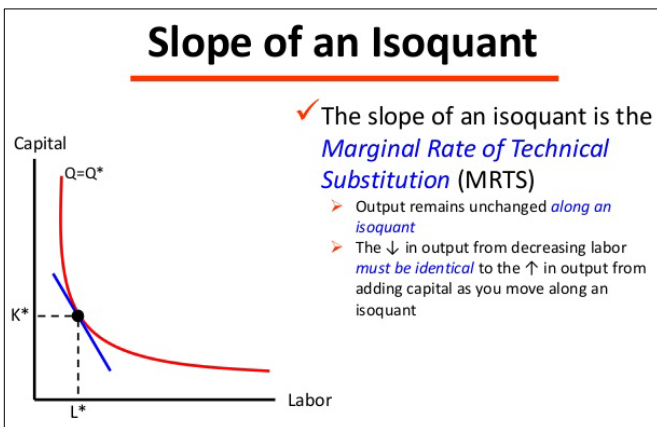 Slope of an Isoquant
✓The slope of an isoquant is the
Marginal Rate of Technical
Substitution (MRTS)
➢ Output remains unchanged along an
isoquant
➢ The ↓ in output from decreasing labor
must be identical to the ↑ in output from
adding capital as you move along an
isoquant
Capital
Q=Q*
K*
L*
Labor